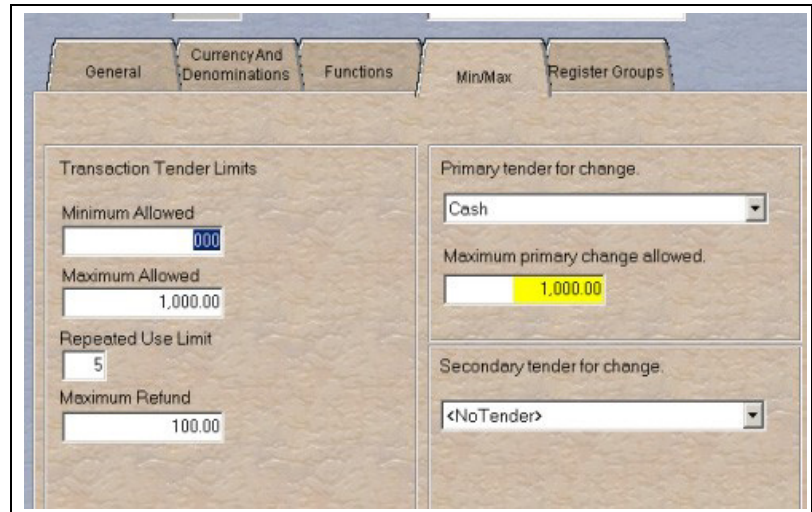 General
CurrencyAnd
Denominations
Functions
Min/Max
Register Groups
Transaction Tender Limits
Minimum Allowed
000
Maximum Allowed
1,000.00
Repeated Use Limit
5
Maximum Refund
100.00
Primary tender for change.
Cash
Maximum primary change allowed.
1,000.00
Secondary tender for change.
<NoTender>